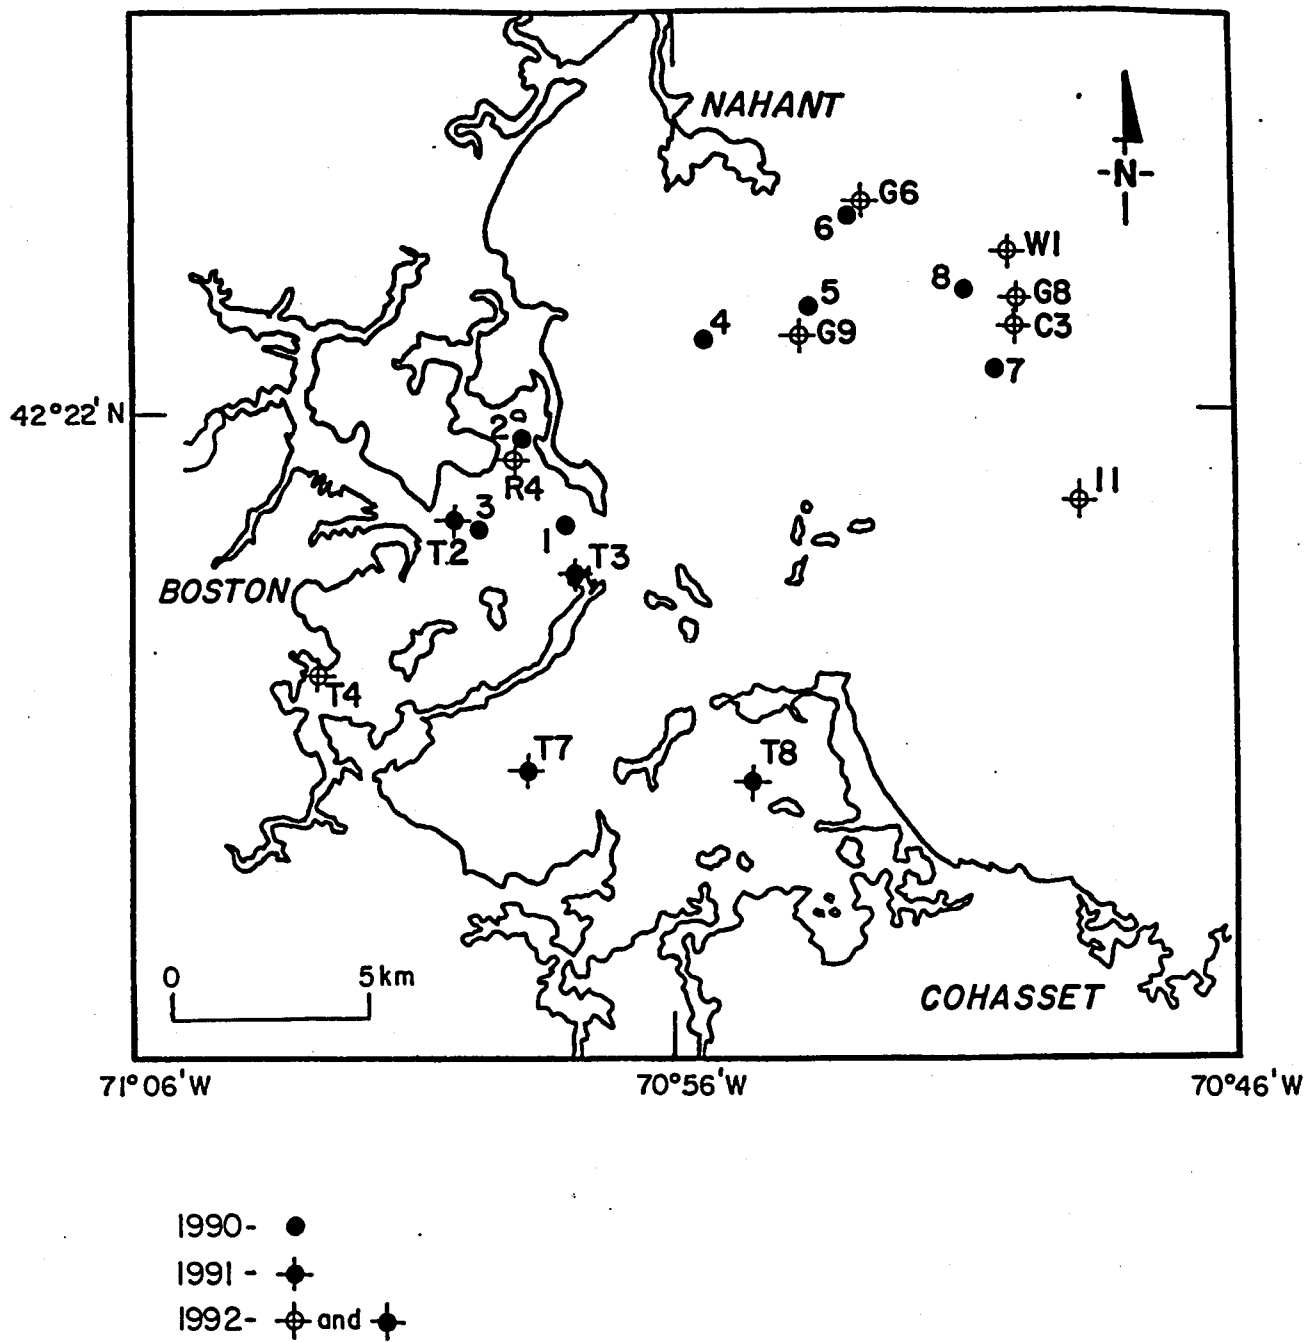 NAHANT
-N-
G6
6
W1
8
G8
5
C3
4
G9
7
42°22'N
2
R4
11
3
T2
1
T3
BOSTON
T4
T7
T8
0 5km
COHASSET
71°06'W 70°56'W 70°46'W
1990-
1991-
1992- and